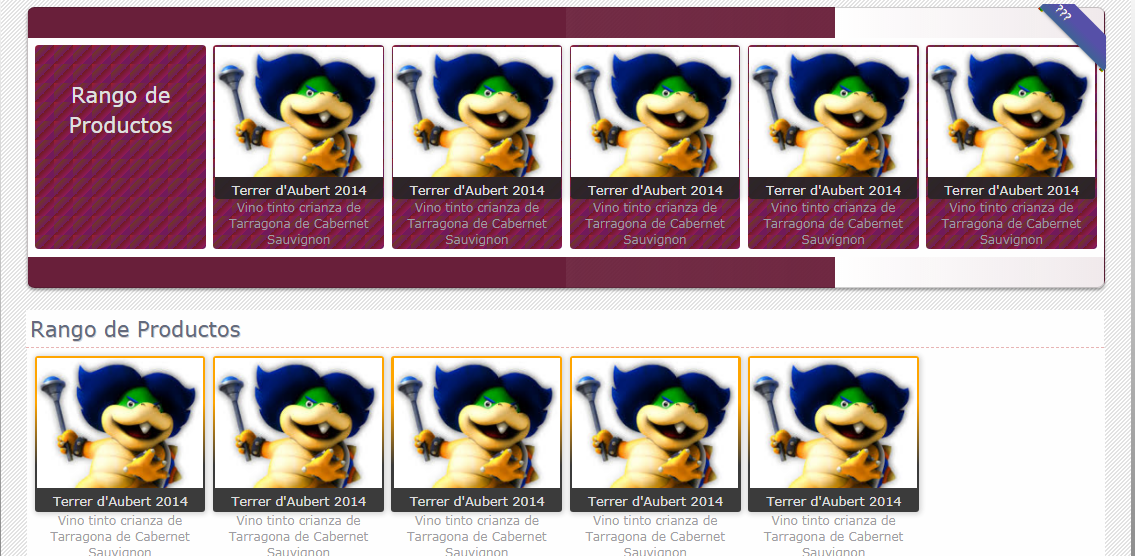 ???
Rango de
Productos
Terrer d'Aubert 2014
Vino tinto crianza de
Tarragona de Cabernet
Sauvignon
Terrer d'Aubert 2014
Vino tinto crianza de
Tarragona de Cabernet
Sauvignon
Terrer d'Aubert 2014
Vino tinto crianza de
Tarragona de Cabernet
Sauvignon
Terrer d'Aubert 2014
Vino tinto crianza de
Tarragona de Cabernet
Sauvignon
Terrer d'Aubert 2014
Vino tinto crianza de
Tarragona de Cabernet
Sauvignon
Rango de Productos
Terrer d'Aubert 2014
Vino tinto crianza de
Tarragona de Cabernet
Sauvignon
Terrer d'Aubert 2014
Vino tinto crianza de
Tarragona de Cabernet
Sauvignon
Terrer d'Aubert 2014
Vino tinto crianza de
Tarragona de Cabernet
Sauvignon
Terrer d'Aubert 2014
Vino tinto crianza de
Tarragona de Cabernet
Sauvignon
Terrer d'Aubert 2014
Vino tinto crianza de
Tarragona de Cabernet
Sauvignon